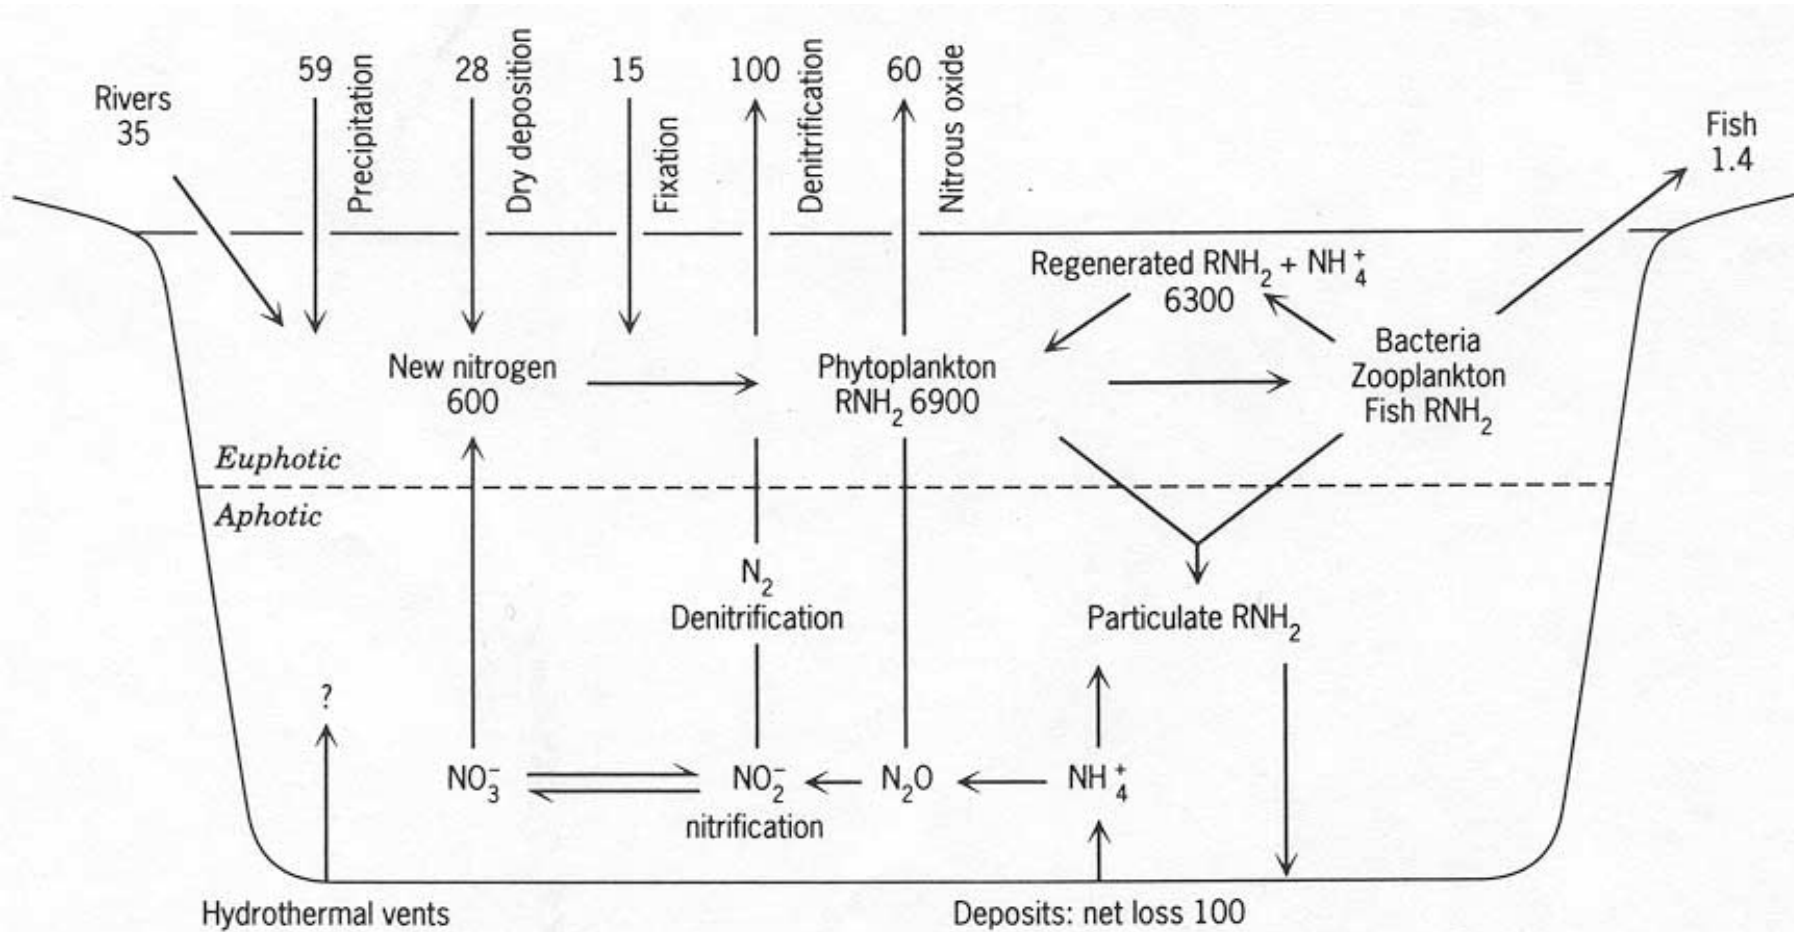 Rivers
35
59
Precipitation
28
Dry deposition
15
Fixation
100
Denitrification
60
Nitrous oxide
Fish
1.4
Regenerated RNH₂ + NH₄⁺
6300
New nitrogen
600
Phytoplankton
RNH₂ 6900
Bacteria
Zooplankton
Fish RNH₂
Euphotic
Aphotic
N₂
Denitrification
Particulate RNH₂
?
NO₃⁻
NO₂⁻
N₂O
NH₄⁺
nitrification
Hydrothermal vents
Deposits: net loss 100